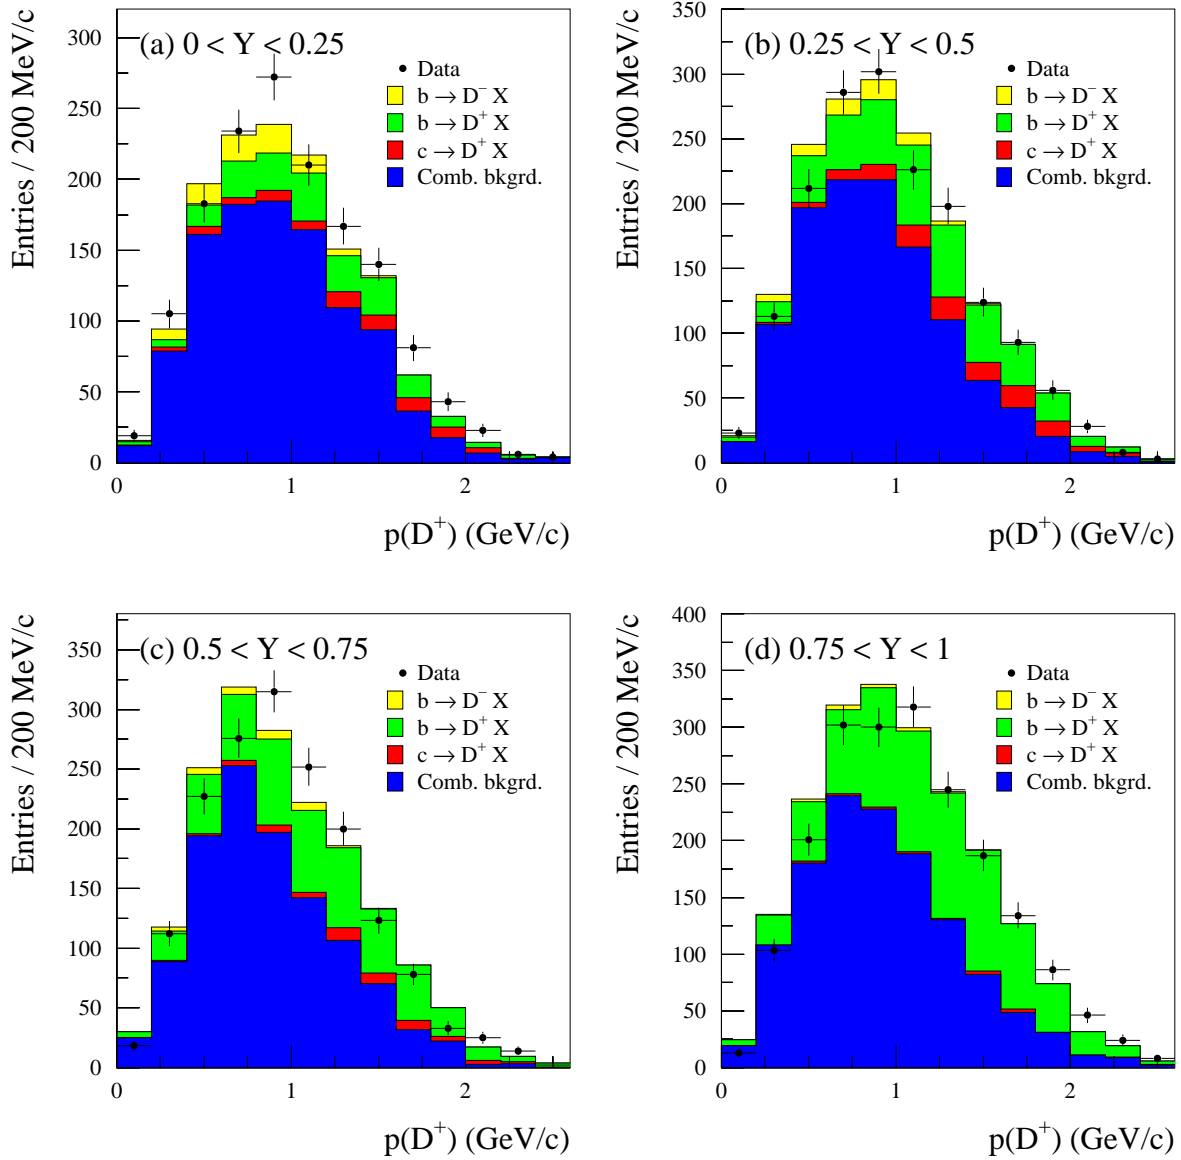 (a) 0 < Y < 0.25
Data
b → D⁻ X
b → D⁺ X
c → D⁺ X
Comb. bkgrd.
Entries / 200 MeV/c
300
250
200
150
100
50
0
0 1 2
p(D⁺) (GeV/c)
(b) 0.25 < Y < 0.5
Data
b → D⁻ X
b → D⁺ X
c → D⁺ X
Comb. bkgrd.
Entries / 200 MeV/c
350
300
250
200
150
100
50
0
0 1 2
p(D⁺) (GeV/c)
(c) 0.5 < Y < 0.75
Data
b → D⁻ X
b → D⁺ X
c → D⁺ X
Comb. bkgrd.
Entries / 200 MeV/c
350
300
250
200
150
100
50
0
0 1 2
p(D⁺) (GeV/c)
(d) 0.75 < Y < 1
Data
b → D⁻ X
b → D⁺ X
c → D⁺ X
Comb. bkgrd.
Entries / 200 MeV/c
400
350
300
250
200
150
100
50
0
0 1 2
p(D⁺) (GeV/c)